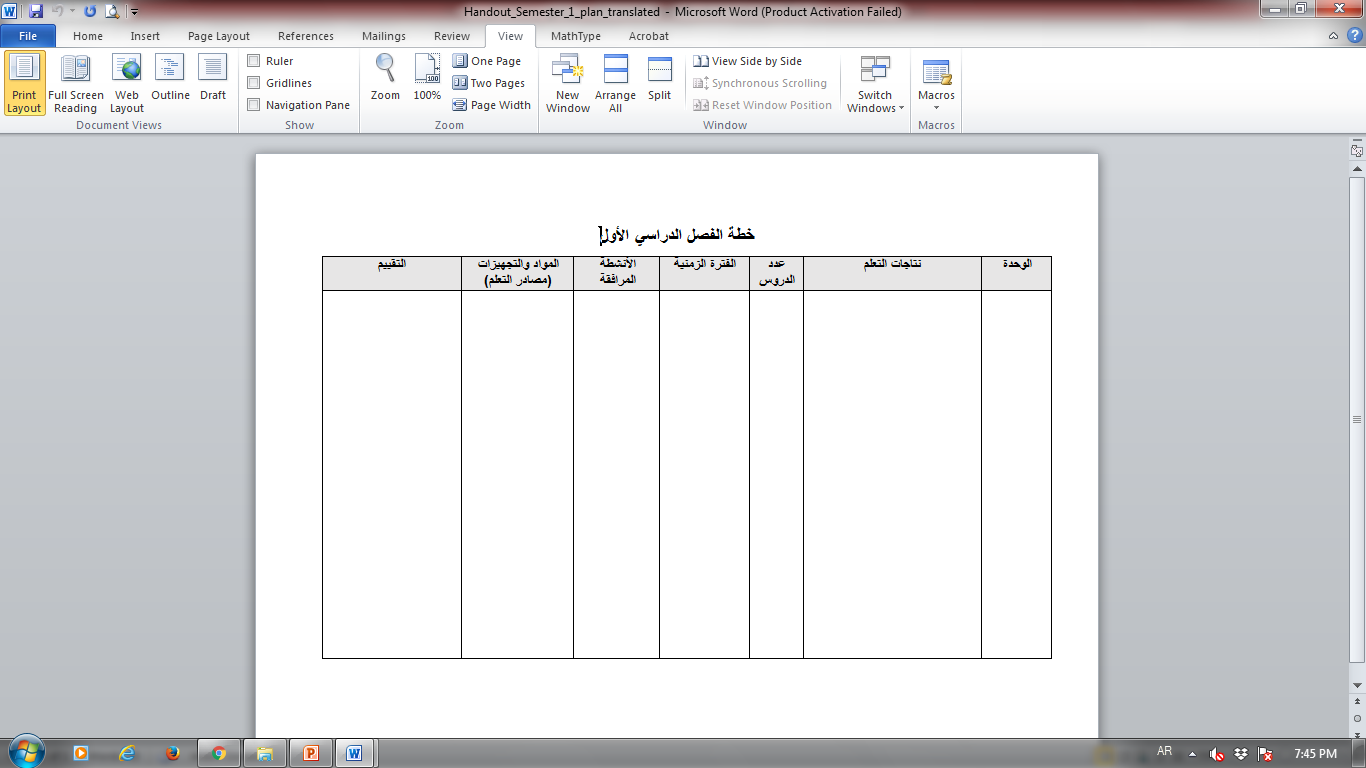 Handout_Semester_1_plan_translated - Microsoft Word (Product Activation Failed)
File Home Insert Page Layout References Mailings Review View MathType Acrobat
Print Layout
Full Screen Reading
Web Layout
Outline
Draft
Document Views
Ruler
Gridlines
Navigation Pane
Show
Zoom
100%
One Page
Two Pages
Page Width
Zoom
New Window
Arrange All
Split
View Side by Side
Synchronous Scrolling
Reset Window Position
Window
Switch Windows
Macros
Macros
خطة الفصل الدراسي الأول
الوحدة
نتاجات التعلم
عدد
الدروس
الفترة الزمنية
الأنشطة
المرافقة
المواد والتجهيزات
(مصادر التعلم)
التقييم
AR
7:45 PM